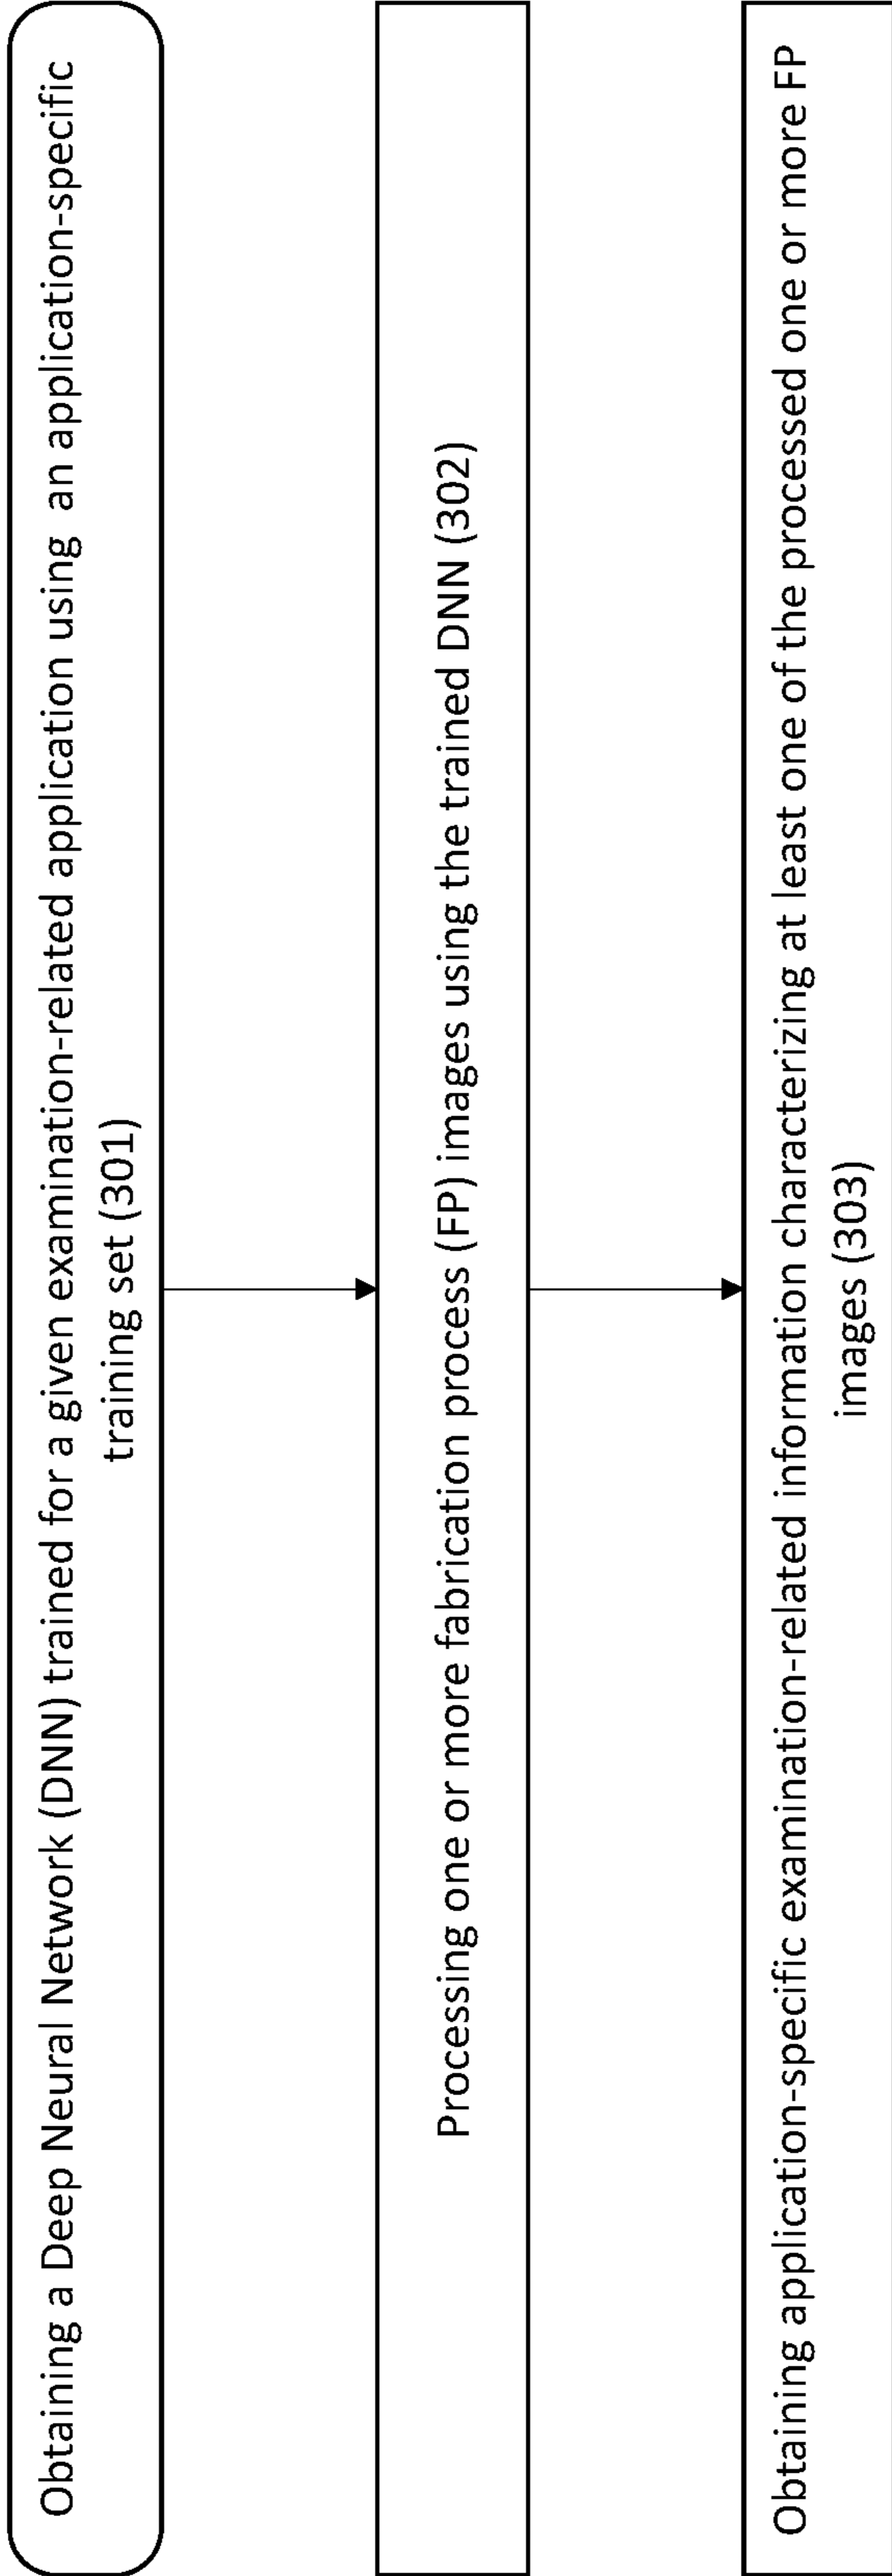 Obtaining a Deep Neural Network (DNN) trained for a given examination-related application using an application-specific
training set (301)
Processing one or more fabrication process (FP) images using the trained DNN (302)
Obtaining application-specific examination-related information characterizing at least one of the processed one or more FP
images (303)